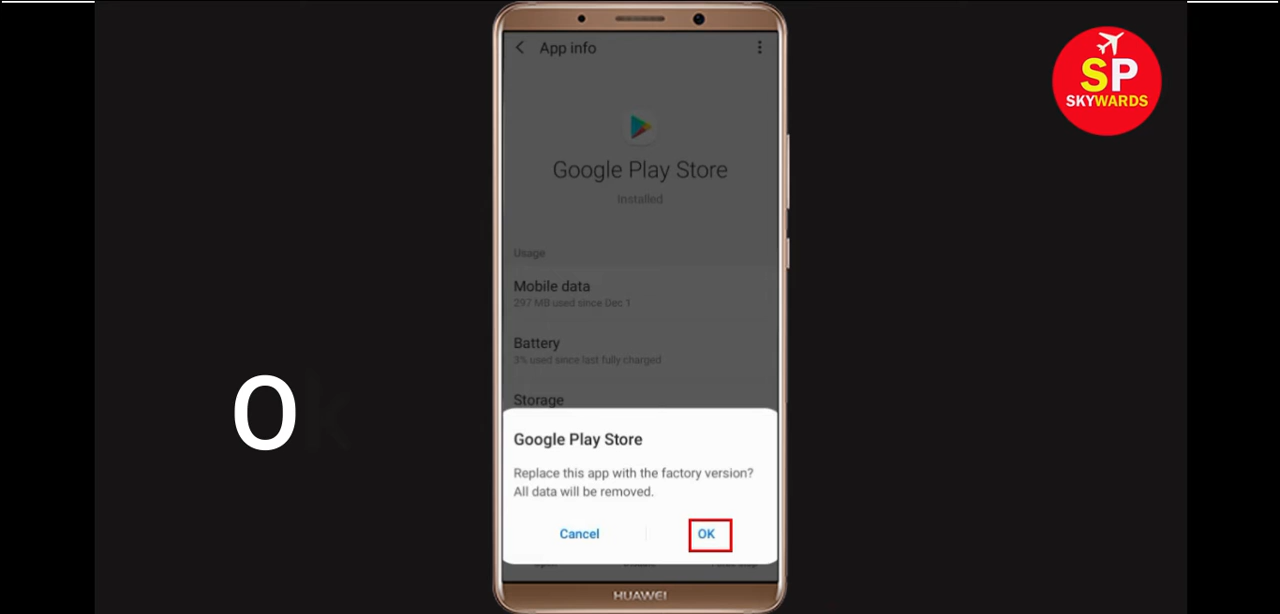 App info
SP
SKYWARDS
Google Play Store
Installed
Usage
Mobile data
297 MB used since Dec 1
Battery
3% used since last fully charged
Storage
Ok
Google Play Store
Replace this app with the factory version?
All data will be removed.
Cancel
OK
HUAWEI